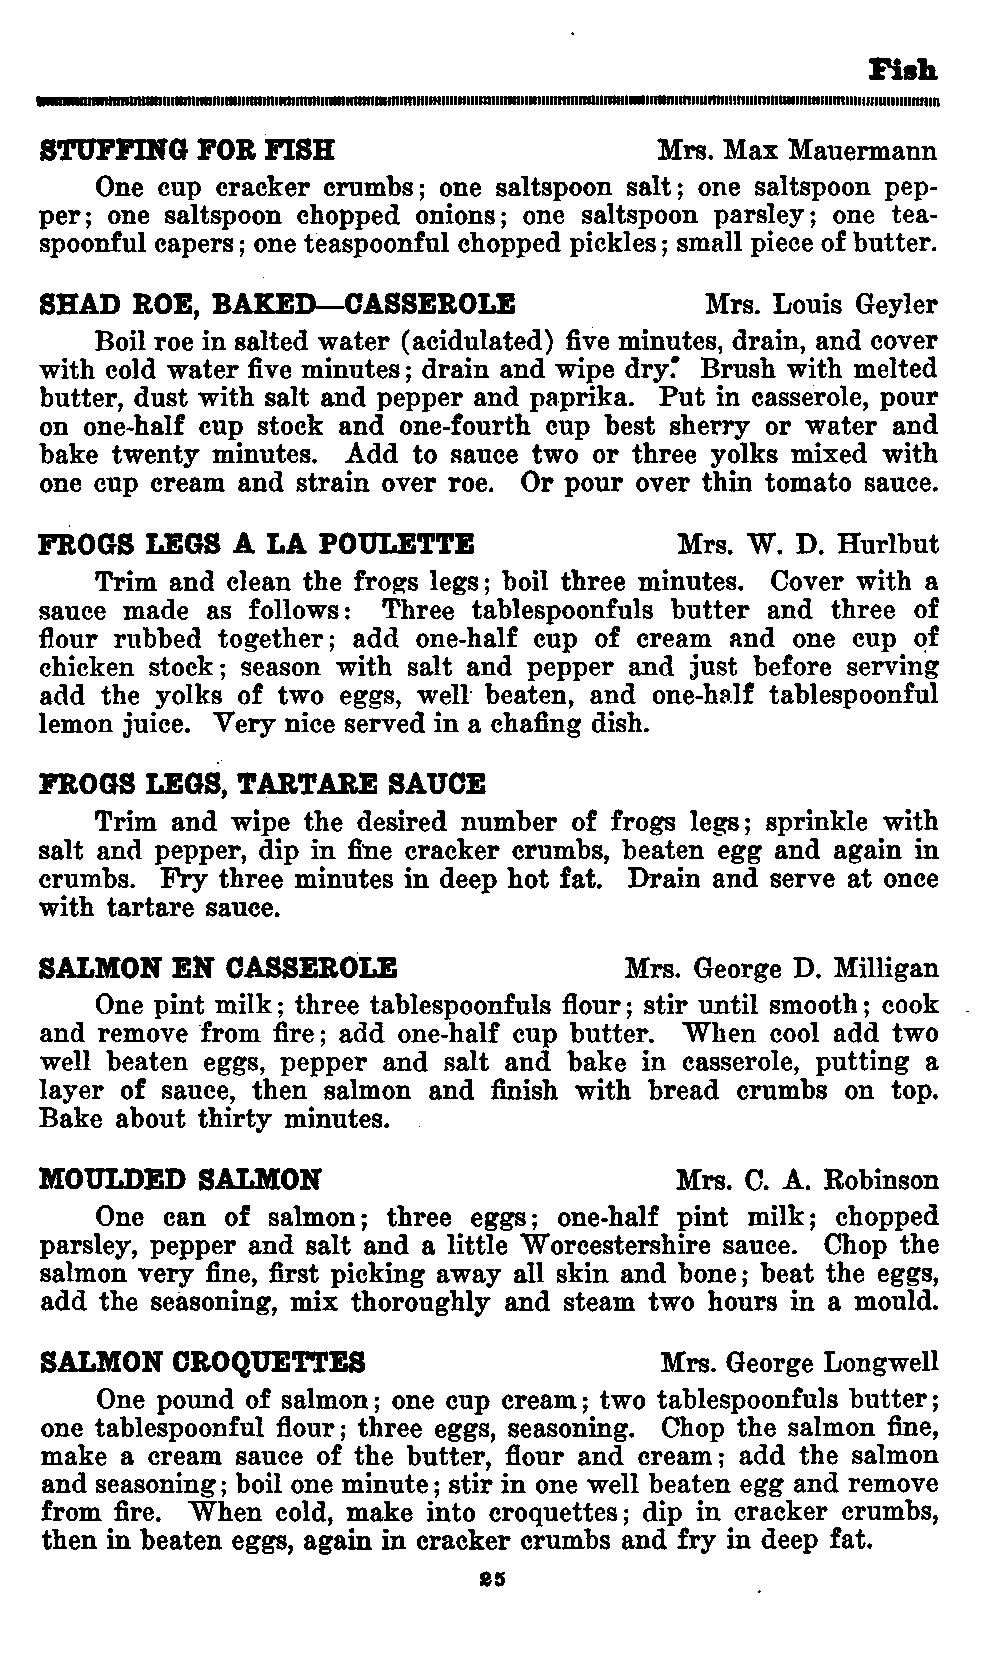 Fish
STUFFING FOR FISH Mrs. Max Mauermann
One cup cracker crumbs; one saltspoon salt; one saltspoon pep-
per; one saltspoon chopped onions; one saltspoon parsley; one tea-
spoonful capers; one teaspoonful chopped pickles; small piece of butter.
SHAD ROE, BAKED—CASSEROLE Mrs. Louis Geyler
Boil roe in salted water (acidulated) five minutes, drain, and cover
with cold water five minutes; drain and wipe dry. Brush with melted
butter, dust with salt and pepper and paprika. Put in casserole, pour
on one-half cup stock and one-fourth cup best sherry or water and
bake twenty minutes. Add to sauce two or three yolks mixed with
one cup cream and strain over roe. Or pour over thin tomato sauce.
FROGS LEGS A LA POULETTE Mrs. W. D. Hurlbut
Trim and clean the frogs legs; boil three minutes. Cover with a
sauce made as follows: Three tablespoonfuls butter and three of
flour rubbed together; add one-half cup of cream and one cup of
chicken stock; season with salt and pepper and just before serving
add the yolks of two eggs, well beaten, and one-half tablespoonful
lemon juice. Very nice served in a chafing dish.
FROGS LEGS, TARTARE SAUCE
Trim and wipe the desired number of frogs legs; sprinkle with
salt and pepper, dip in fine cracker crumbs, beaten egg and again in
crumbs. Fry three minutes in deep hot fat. Drain and serve at once
with tartare sauce.
SALMON EN CASSEROLE Mrs. George D. Milligan
One pint milk; three tablespoonfuls flour; stir until smooth; cook
and remove from fire; add one-half cup butter. When cool add two
well beaten eggs, pepper and salt and bake in casserole, putting a
layer of sauce, then salmon and finish with bread crumbs on top.
Bake about thirty minutes.
MOULDED SALMON Mrs. C. A. Robinson
One can of salmon; three eggs; one-half pint milk; chopped
parsley, pepper and salt and a little Worcestershire sauce. Chop the
salmon very fine, first picking away all skin and bone; beat the eggs,
add the seasoning, mix thoroughly and steam two hours in a mould.
SALMON CROQUETTES Mrs. George Longwell
One pound of salmon; one cup cream; two tablespoonfuls butter;
one tablespoonful flour; three eggs, seasoning. Chop the salmon fine,
make a cream sauce of the butter, flour and cream; add the salmon
and seasoning; boil one minute; stir in one well beaten egg and remove
from fire. When cold, make into croquettes; dip in cracker crumbs,
then in beaten eggs, again in cracker crumbs and fry in deep fat.
25